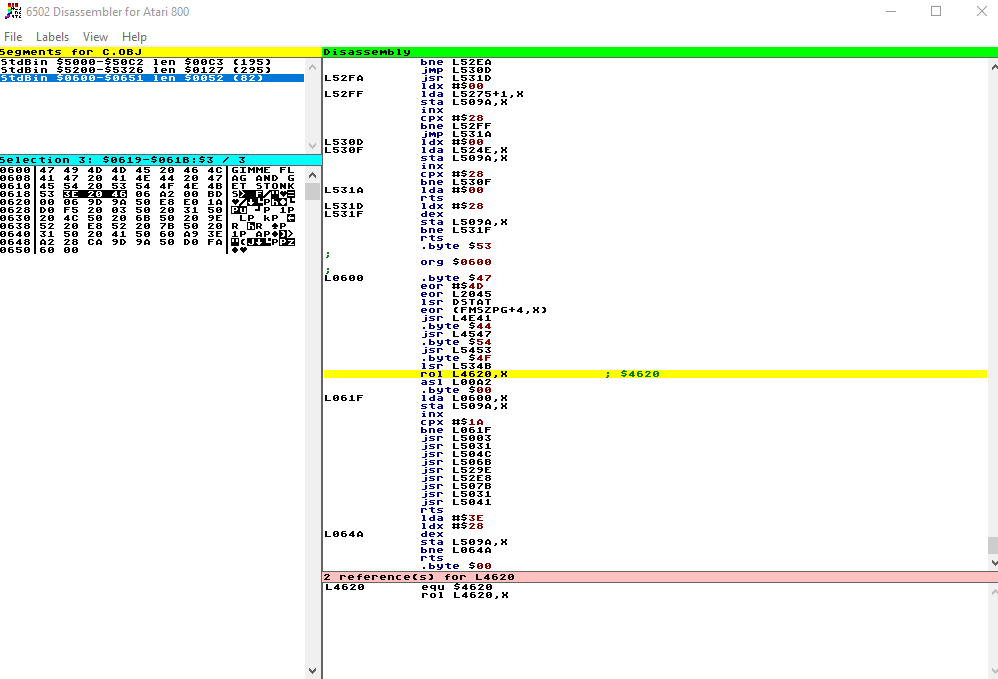 6502 Disassembler for Atari 800
File Labels View Help
Segments for C.OBJ
StdBin $5000-$50C2 len $00C3 (195)
StdBin $5200-$5326 len $0127 (295)
StdBin $0600-$0651 len $0052 (82)
Selection 3: $0619-$061B:$3 / 3
0600 47 49 4D 4D 45 20 46 4C GIMME FL
0608 41 47 20 41 4E 44 20 47 AG AND G
0610 45 54 20 53 54 4F 4E 4B ET STONK
0618 53 3E 20 46 06 A2 00 BD S> F
0620 00 06 9D 9A 50 E8 E0 1A
0628 D0 F5 20 03 50 20 31 50
0630 20 4C 50 20 6B 50 20 9E LP kP
0638 52 20 E8 52 20 7B 50 20
0640 31 50 20 41 50 60 A9 3E 1P AP
0648 A2 28 CA 9D 9A 50 D0 FA
0650 60 00
Disassembly
bne L52EA
jmp L530D
L52FA jsr L531D
ldx #$00
L52FF lda L5275+1,X
sta L509A,X
inx
cpx #$28
bne L52FF
jmp L531A
L530D ldx #$00
L530F lda L524E,X
sta L509A,X
inx
cpx #$28
bne L530F
L531A lda #$00
rts
L531D ldx #$28
L531F dex
sta L509A,X
bne L531F
rts
.byte $53
;
org $0600
;
L0600 .byte $47
eor #$4D
eor L2045
lsr DSTAT
eor (FMSZPG+4,X)
jsr L4E41
.byte $44
jsr L4547
.byte $54
jsr L5453
.byte $4F
lsr L534B
rol L4620,X ; $4620
asl L00A2
.byte $00
L061F lda L0600,X
sta L509A,X
inx
cpx #$1A
bne L061F
jsr L5003
jsr L5031
jsr L504C
jsr L506B
jsr L529E
jsr L52E8
jsr L507B
jsr L5031
jsr L5041
rts
lda #$3E
ldx #$28
L064A dex
sta L509A,X
bne L064A
rts
.byte $00
2 reference(s) for L4620
L4620 equ $4620
rol L4620,X